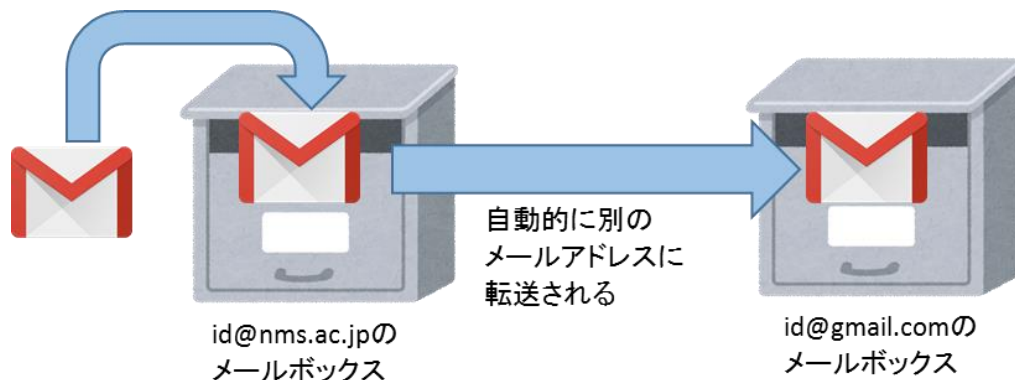 自動的に別の
メールアドレスに
転送される
id@nms.ac.jpの
メールボックス
id@gmail.comの
メールボックス